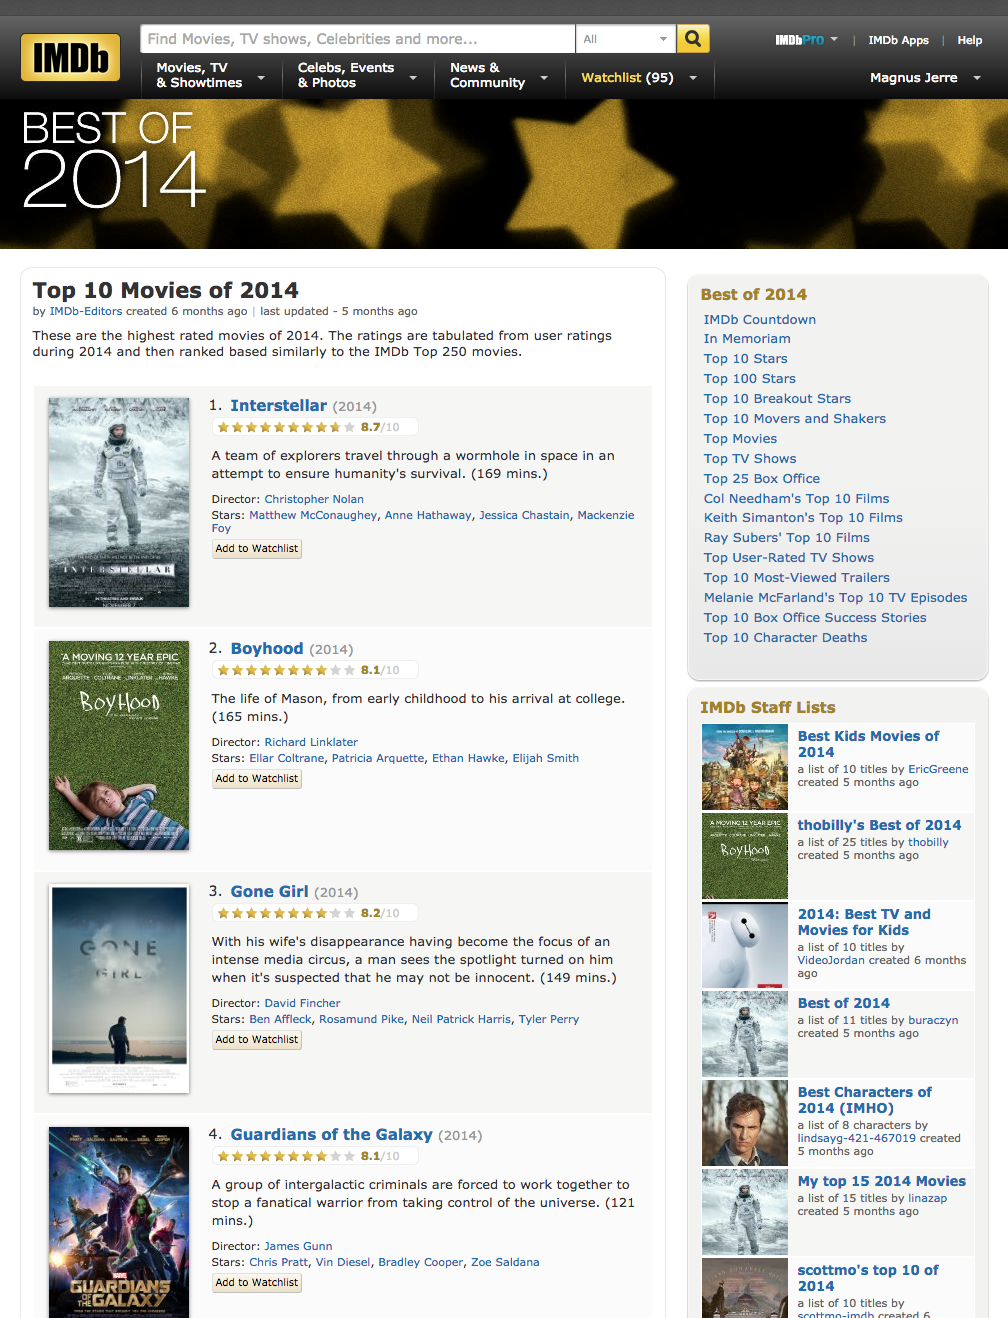 IMDb
Find Movies, TV shows, Celebrities and more...
All
IMDbPro | IMDb Apps | Help
Movies, TV
& Showtimes
Celebs, Events
& Photos
News &
Community
Watchlist (95)
Magnus Jerre
BEST OF
2014
Top 10 Movies of 2014
by IMDb-Editors created 6 months ago | last updated - 5 months ago
These are the highest rated movies of 2014. The ratings are tabulated from user ratings
during 2014 and then ranked based similarly to the IMDb Top 250 movies.
INTERSTELLAR
1. Interstellar (2014)
8.7/10
A team of explorers travel through a wormhole in space in an
attempt to ensure humanity's survival. (169 mins.)
Director: Christopher Nolan
Stars: Matthew McConaughey, Anne Hathaway, Jessica Chastain, Mackenzie
Foy
Add to Watchlist
A MOVING 12 YEAR EPIC
BOYHOOD
2. Boyhood (2014)
8.1/10
The life of Mason, from early childhood to his arrival at college.
(165 mins.)
Director: Richard Linklater
Stars: Ellar Coltrane, Patricia Arquette, Ethan Hawke, Elijah Smith
Add to Watchlist
GONE
GIRL
3. Gone Girl (2014)
8.2/10
With his wife's disappearance having become the focus of an
intense media circus, a man sees the spotlight turned on him
when it's suspected that he may not be innocent. (149 mins.)
Director: David Fincher
Stars: Ben Affleck, Rosamund Pike, Neil Patrick Harris, Tyler Perry
Add to Watchlist
MARVEL
GUARDIANS
OF THE GALAXY
4. Guardians of the Galaxy (2014)
8.1/10
A group of intergalactic criminals are forced to work together to
stop a fanatical warrior from taking control of the universe. (121
mins.)
Director: James Gunn
Stars: Chris Pratt, Vin Diesel, Bradley Cooper, Zoe Saldana
Add to Watchlist
Best of 2014
IMDb Countdown
In Memoriam
Top 10 Stars
Top 100 Stars
Top 10 Breakout Stars
Top 10 Movers and Shakers
Top Movies
Top TV Shows
Top 25 Box Office
Col Needham's Top 10 Films
Keith Simanton's Top 10 Films
Ray Subers' Top 10 Films
Top User-Rated TV Shows
Top 10 Most-Viewed Trailers
Melanie McFarland's Top 10 TV Episodes
Top 10 Box Office Success Stories
Top 10 Character Deaths
IMDb Staff Lists
Best Kids Movies of
2014
a list of 10 titles by EricGreene
created 5 months ago
A MOVING 12 YEAR EPIC
BOYHOOD
thobilly's Best of 2014
a list of 25 titles by thobilly
created 5 months ago
2014: Best TV and
Movies for Kids
a list of 10 titles by
VideoJordan created 6 months
ago
Best of 2014
a list of 11 titles by buraczyn
created 5 months ago
Best Characters of
2014 (IMHO)
a list of 8 characters by
lindsayg-421-467019 created
5 months ago
My top 15 2014 Movies
a list of 15 titles by linazap
created 5 months ago
scottmo's top 10 of
2014
a list of 10 titles by
scottmo-imdb created 6